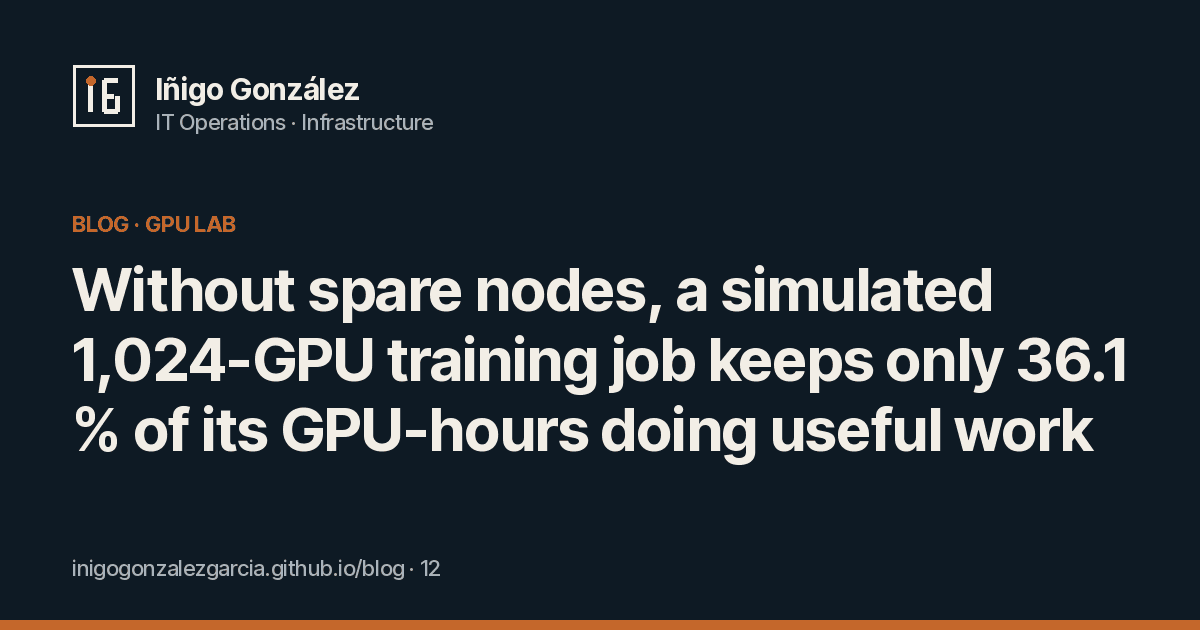 iG
Iñigo González
IT Operations · Infrastructure
BLOG · GPU LAB
Without spare nodes, a simulated
1,024-GPU training job keeps only 36.1
% of its GPU-hours doing useful work
inigogonzalezgarcia.github.io/blog · 12